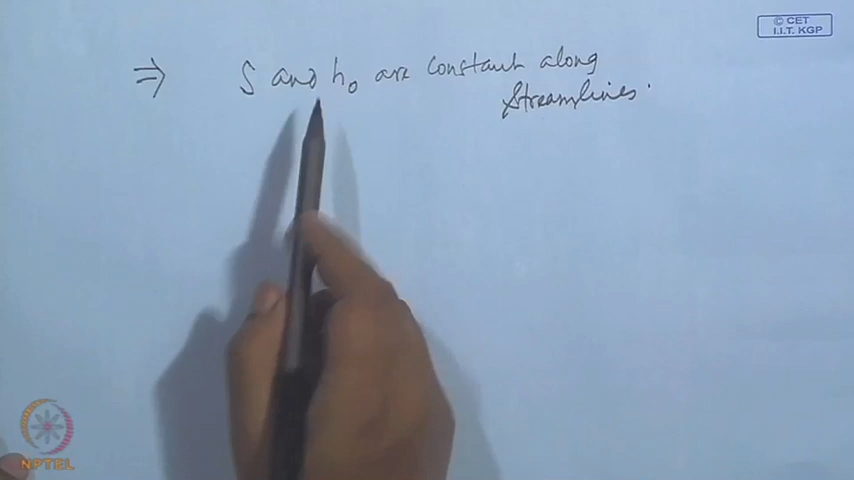 © CET
I.I.T. KGP
⇒ S and h₀ are constant along
streamlines.
NPTEL